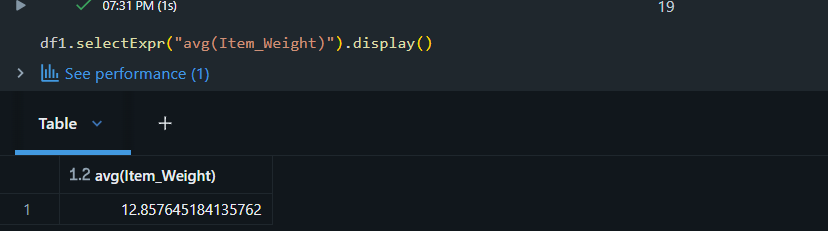 07:31 PM (1s)
19
df1.selectExpr("avg(Item_Weight)").display()
See performance (1)
Table
+
1.2 avg(Item_Weight)
1
12.857645184135762